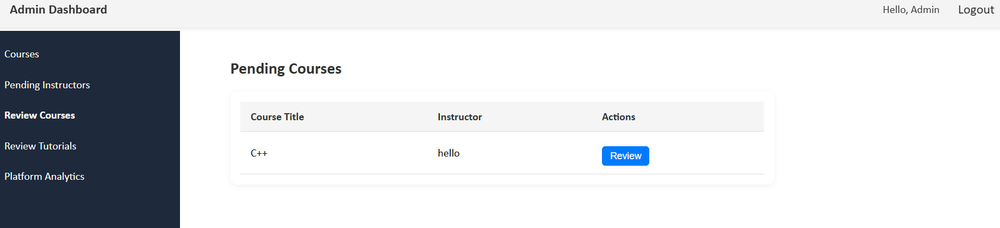 Admin Dashboard
Hello, Admin
Logout
Courses
Pending Instructors
Review Courses
Review Tutorials
Platform Analytics
Pending Courses
Course Title Instructor Actions
C++ hello Review